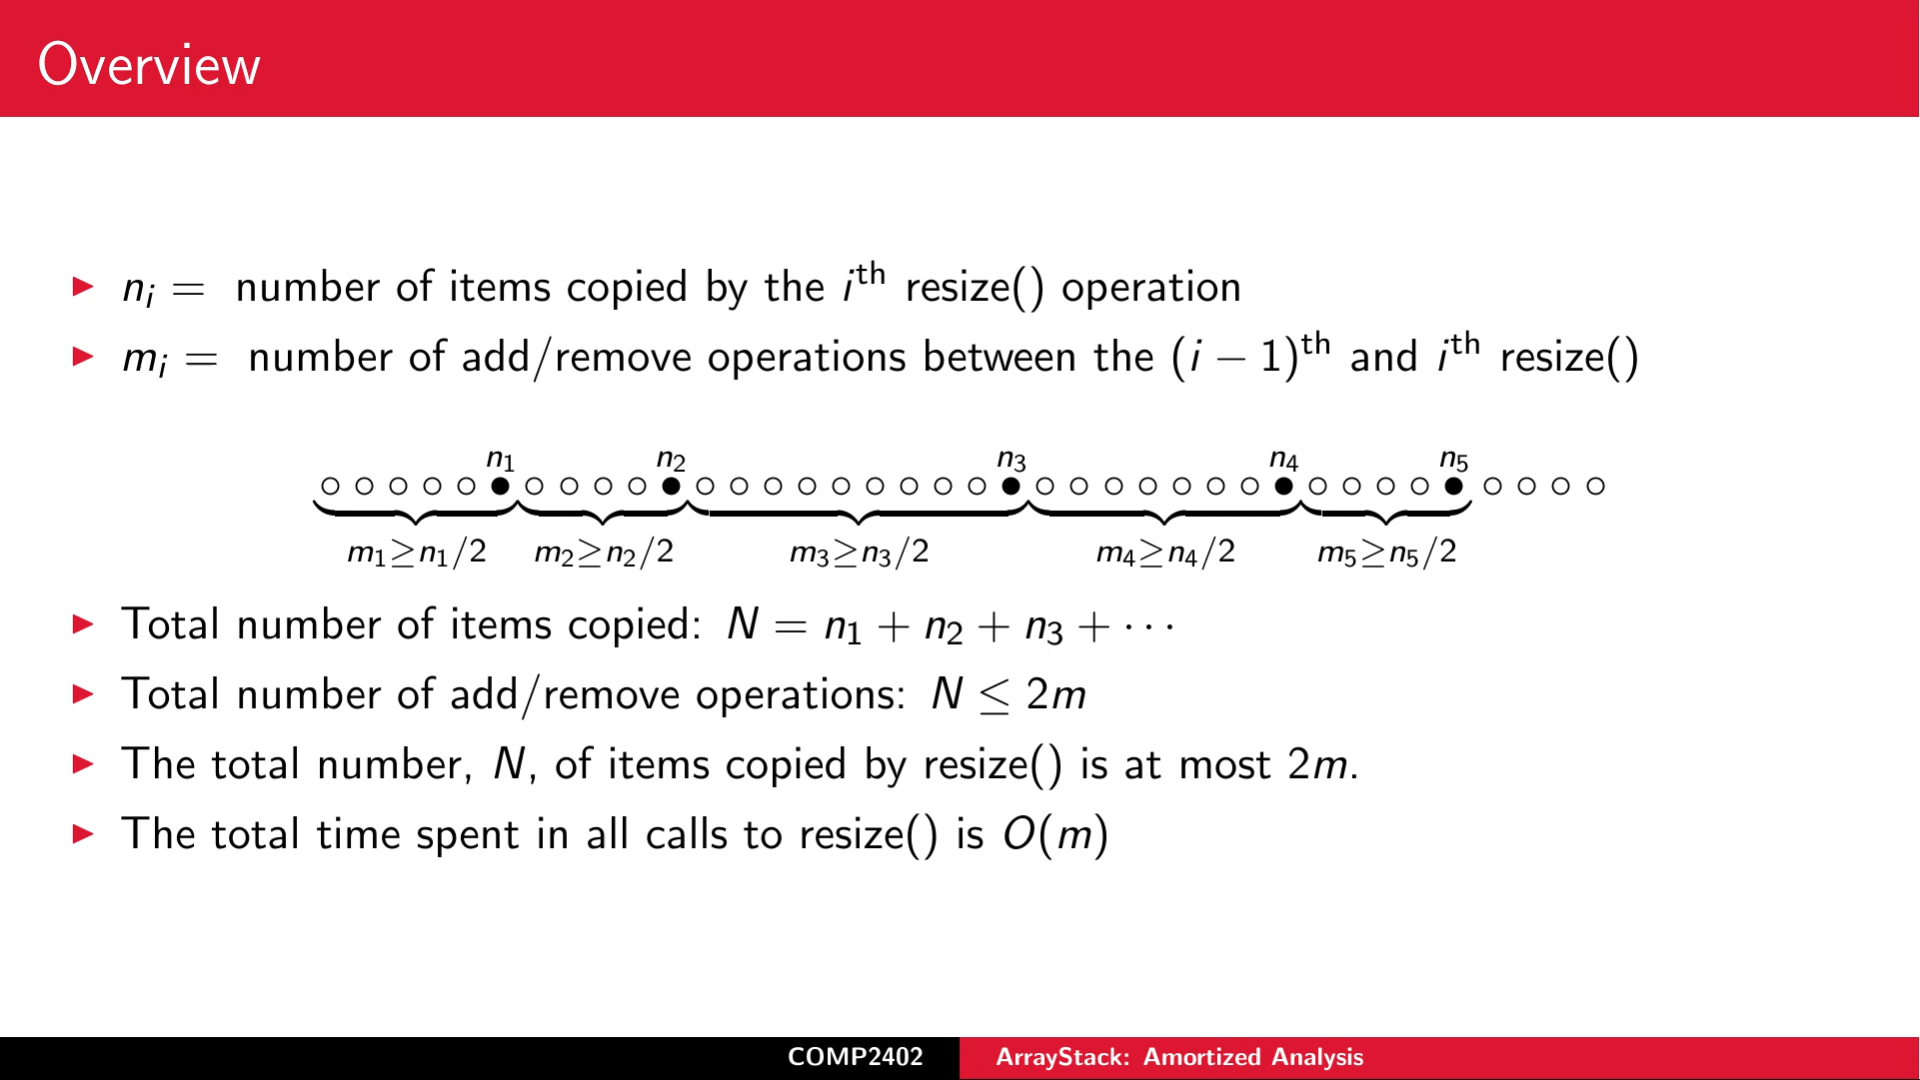 Overview
▶ nᵢ = number of items copied by the iᵗʰ resize() operation
▶ mᵢ = number of add/remove operations between the (i − 1)ᵗʰ and iᵗʰ resize()
n₁ n₂ n₃ n₄ n₅
m₁≥n₁/2 m₂≥n₂/2 m₃≥n₃/2 m₄≥n₄/2 m₅≥n₅/2
▶ Total number of items copied: N = n₁ + n₂ + n₃ + ···
▶ Total number of add/remove operations: N ≤ 2m
▶ The total number, N, of items copied by resize() is at most 2m.
▶ The total time spent in all calls to resize() is O(m)
COMP2402 ArrayStack: Amortized Analysis